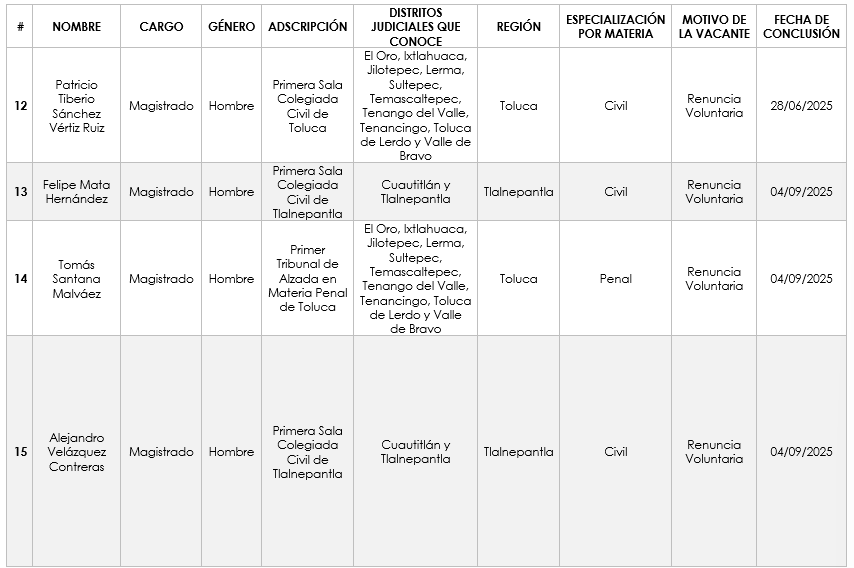 # NOMBRE CARGO GÉNERO ADSCRIPCIÓN DISTRITOS JUDICIALES QUE CONOCE REGIÓN ESPECIALIZACIÓN POR MATERIA MOTIVO DE LA VACANTE FECHA DE CONCLUSIÓN
12
Patricio
Tiberio
Sánchez
Vértiz Ruiz
Magistrado
Hombre
Primera Sala
Colegiada
Civil de
Toluca
El Oro, Ixtlahuaca,
Jilotepec, Lerma,
Sultepec,
Temascaltepec,
Tenango del Valle,
Tenancingo, Toluca
de Lerdo y Valle de
Bravo
Toluca
Civil
Renuncia
Voluntaria
28/06/2025
13
Felipe Mata
Hernández
Magistrado
Hombre
Primera Sala
Colegiada
Civil de
Tlalnepantla
Cuautitlán y
Tlalnepantla
Tlalnepantla
Civil
Renuncia
Voluntaria
04/09/2025
14
Tomás
Santana
Malváez
Magistrado
Hombre
Primer
Tribunal de
Alzada en
Materia Penal
de Toluca
El Oro, Ixtlahuaca,
Jilotepec, Lerma,
Sultepec,
Temascaltepec,
Tenango del Valle,
Tenancingo, Toluca
de Lerdo y Valle
de Bravo
Toluca
Penal
Renuncia
Voluntaria
04/09/2025
15
Alejandro
Velázquez
Contreras
Magistrado
Hombre
Primera Sala
Colegiada
Civil de
Tlalnepantla
Cuautitlán y
Tlalnepantla
Tlalnepantla
Civil
Renuncia
Voluntaria
04/09/2025